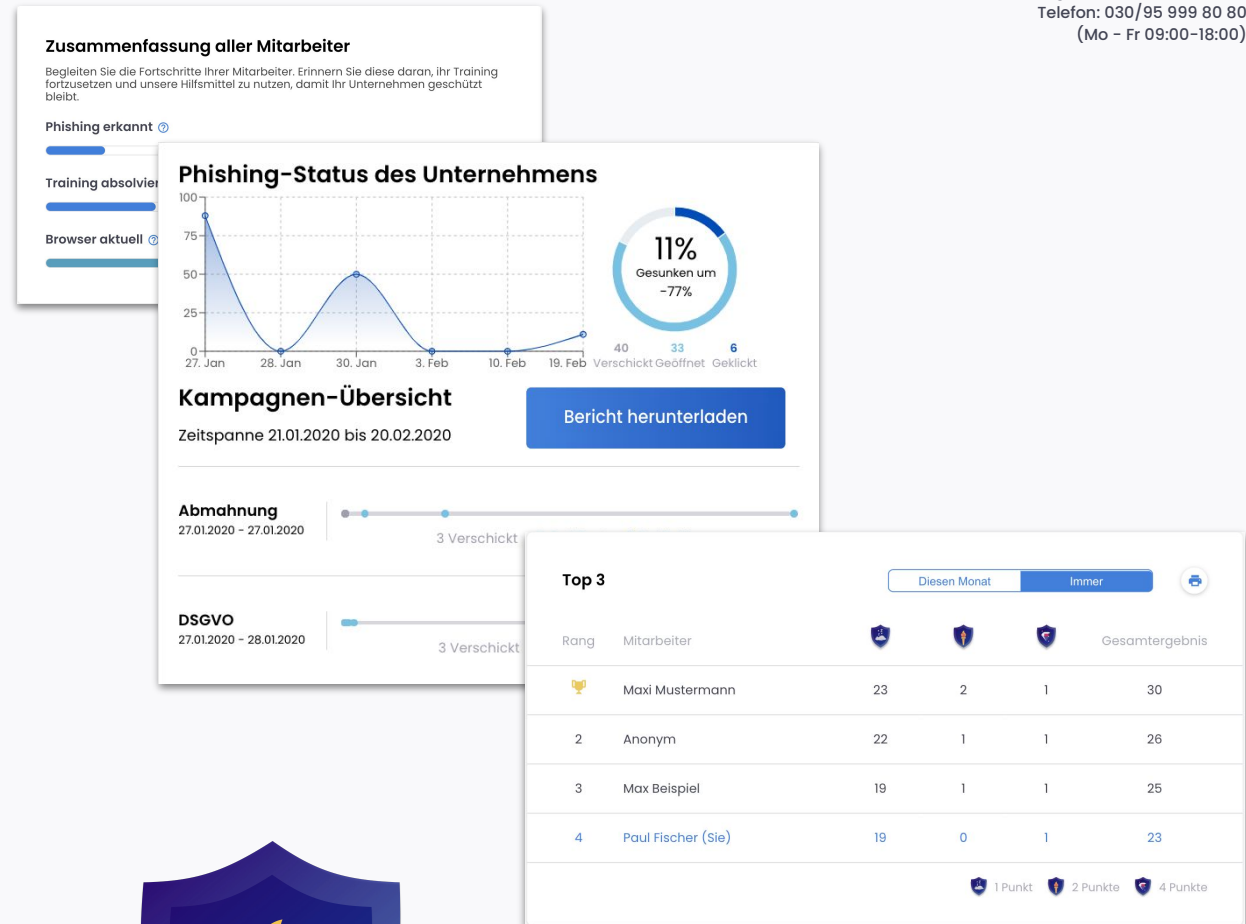 Telefon: 030/95 999 80 80
(Mo - Fr 09:00-18:00)
Zusammenfassung aller Mitarbeiter
Begleiten Sie die Fortschritte Ihrer Mitarbeiter. Erinnern Sie diese daran, ihr Training
fortzusetzen und unsere Hilfsmittel zu nutzen, damit Ihr Unternehmen geschützt
bleibt.
Phishing erkannt ?
Training absolvier
Browser aktuell ?
Phishing-Status des Unternehmens
100
75
50
25
0
27. Jan 28. Jan 30. Jan 3. Feb 10. Feb 19. Feb
11%
Gesunken um
-77%
40 33 6
Verschickt Geöffnet Geklickt
Kampagnen-Übersicht
Zeitspanne 21.01.2020 bis 20.02.2020
Bericht herunterladen
Abmahnung
27.01.2020 - 27.01.2020
3 Verschickt
DSGVO
27.01.2020 - 28.01.2020
3 Verschickt
Top 3
Diesen Monat Immer
Rang Mitarbeiter Gesamtergebnis
Maxi Mustermann 23 2 1 30
2 Anonym 22 1 1 26
3 Max Beispiel 19 1 1 25
4 Paul Fischer (Sie) 19 0 1 23
1 Punkt 2 Punkte 4 Punkte